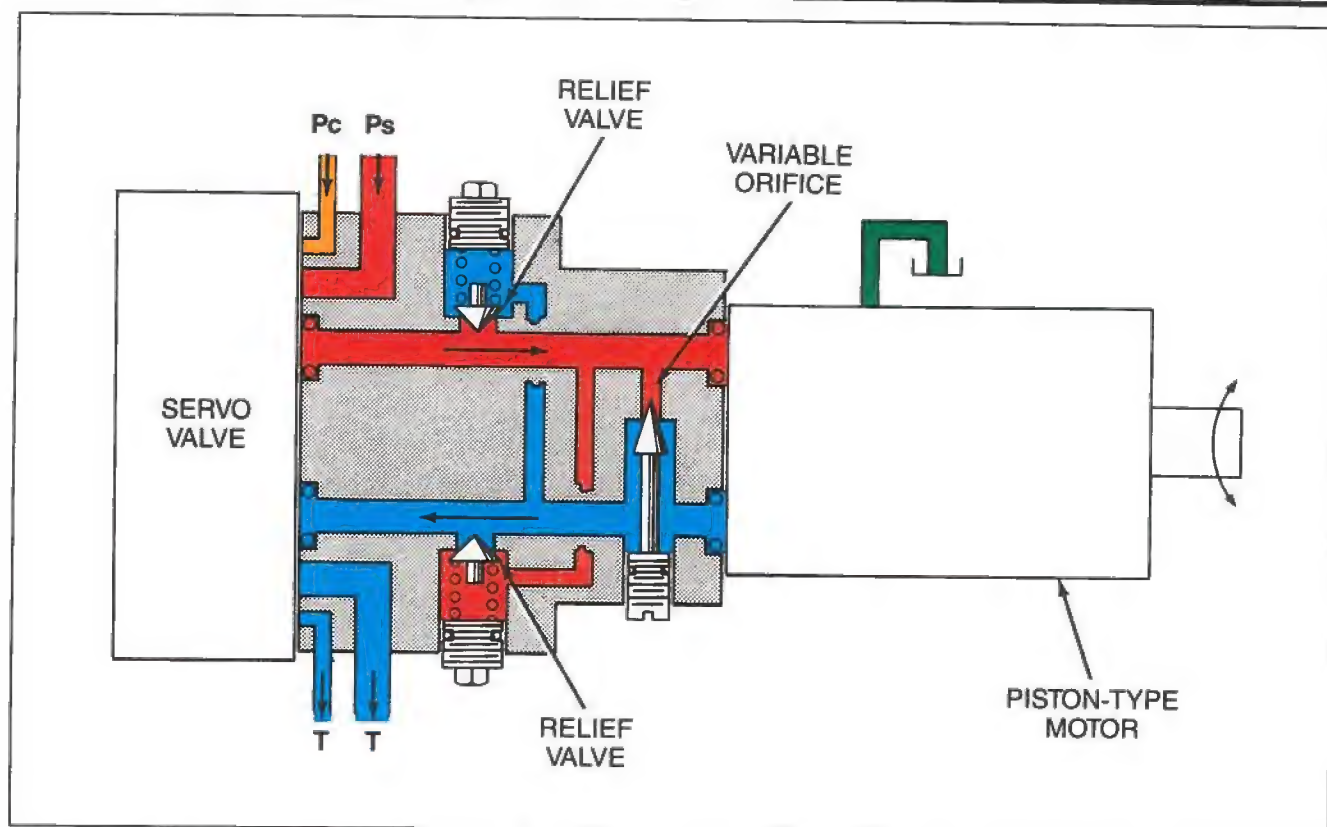 RELIEF
VALVE
Pc Ps
VARIABLE
ORIFICE
SERVO
VALVE
PISTON-TYPE
MOTOR
RELIEF
VALVE
T T